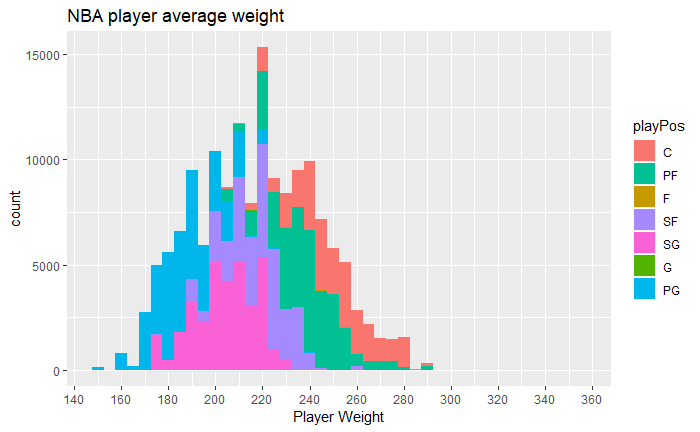 NBA player average weight
15000
10000
5000
0
count
140 160 180 200 220 240 260 280 300 320 340 360
Player Weight
playPos
C
PF
F
SF
SG
G
PG